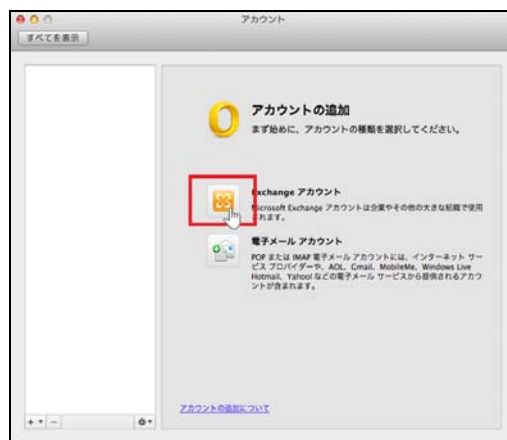 アカウント
すべてを表示
アカウントの追加
まず始めに、アカウントの種類を選択してください。
Exchange アカウント
Microsoft Exchange アカウントは企業やその他の大きな組織で使用
されます。
電子メール アカウント
POP または IMAP 電子メール アカウントには、インターネット サー
ビス プロバイダーや、AOL、Gmail、MobileMe、Windows Live
Hotmail、Yahoo! などの電子メール サービスから提供されるアカウ
ントが含まれます。
アカウントの追加について